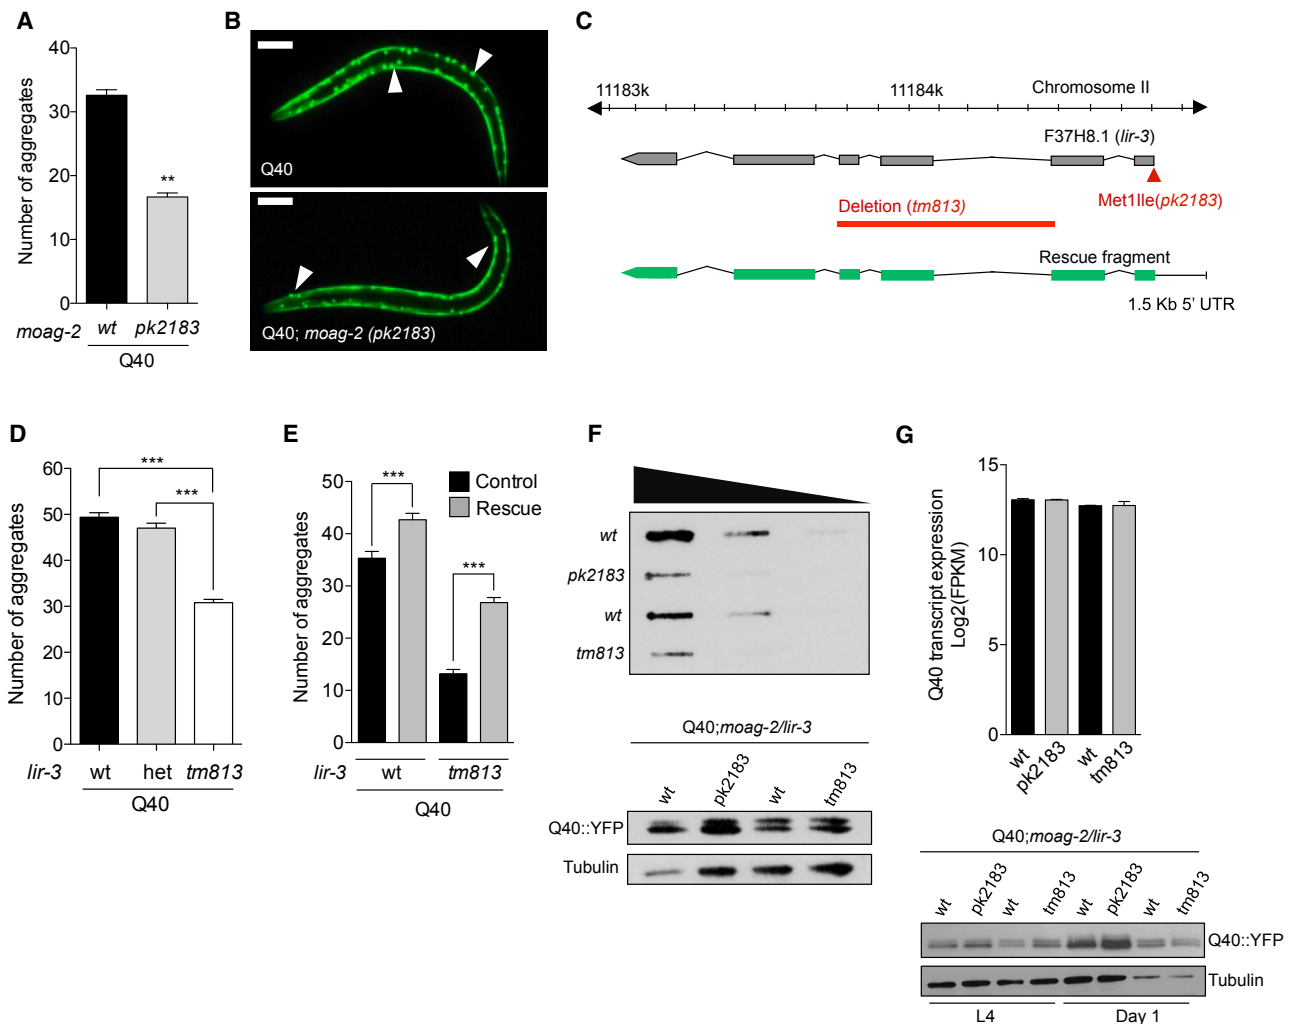 A
Number of aggregates
40
30
20
10
0
**
moag-2 wt pk2183
Q40
B
Q40
Q40; moag-2 (pk2183)
C
11183k 11184k Chromosome II
F37H8.1 (lir-3)
Met1Ile(pk2183)
Deletion (tm813)
Rescue fragment
1.5 Kb 5' UTR
D
Number of aggregates
60
50
40
30
20
10
0
***
***
lir-3 wt het tm813
Q40
E
Number of aggregates
50
40
30
20
10
0
***
***
Control
Rescue
lir-3 wt tm813
Q40
F
wt
pk2183
wt
tm813
Q40;moag-2/lir-3
wt pk2183 wt tm813
Q40::YFP
Tubulin
G
Q40 transcript expression
Log2(FPKM)
15
10
5
0
wt pk2183 wt tm813
Q40;moag-2/lir-3
wt pk2183 wt tm813 wt pk2183 wt tm813
Q40::YFP
Tubulin
L4 Day 1